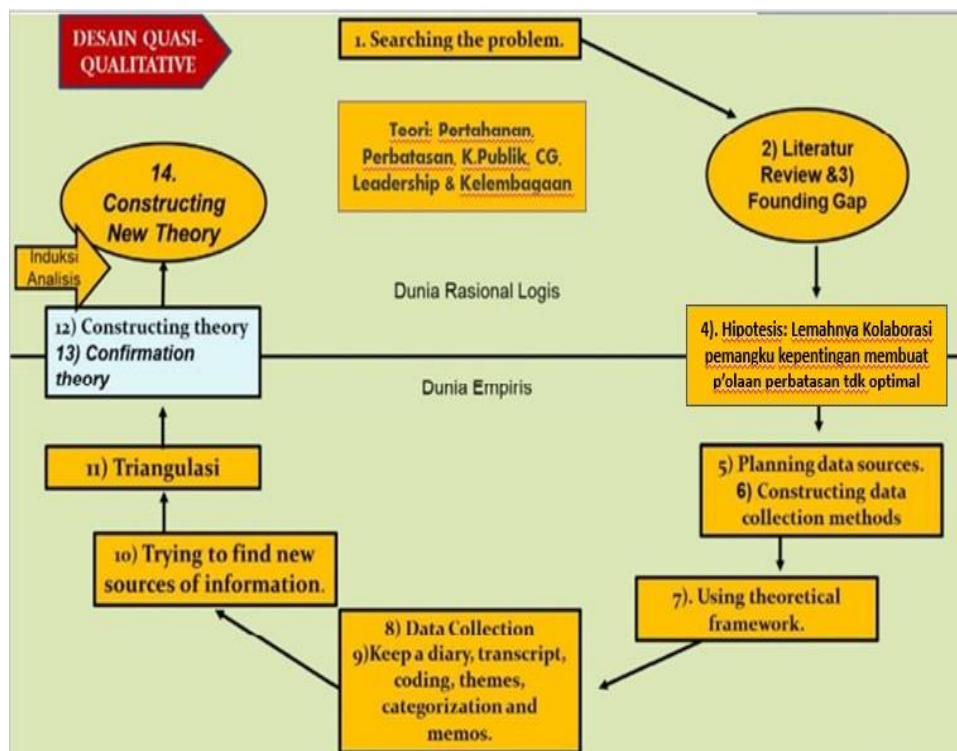 DESAIN QUASI-
QUALITATIVE
1. Searching the problem.
Teori: Pertahanan,
Perbatasan, K.Publik, CG,
Leadership & Kelembagaan
2) Literatur
Review &3)
Founding Gap
14.
Constructing
New Theory
Induksi
Analisis
Dunia Rasional Logis
12) Constructing theory
13) Confirmation
theory
4). Hipotesis: Lemahnya Kolaborasi
pemangku kepentingan membuat
p'olaan perbatasan tdk optimal
Dunia Empiris
11) Triangulasi
5) Planning data sources.
6) Constructing data
collection methods
10) Trying to find new
sources of information.
7). Using theoretical
framework.
8) Data Collection
9)Keep a diary, transcript,
coding, themes,
categorization and
memos.